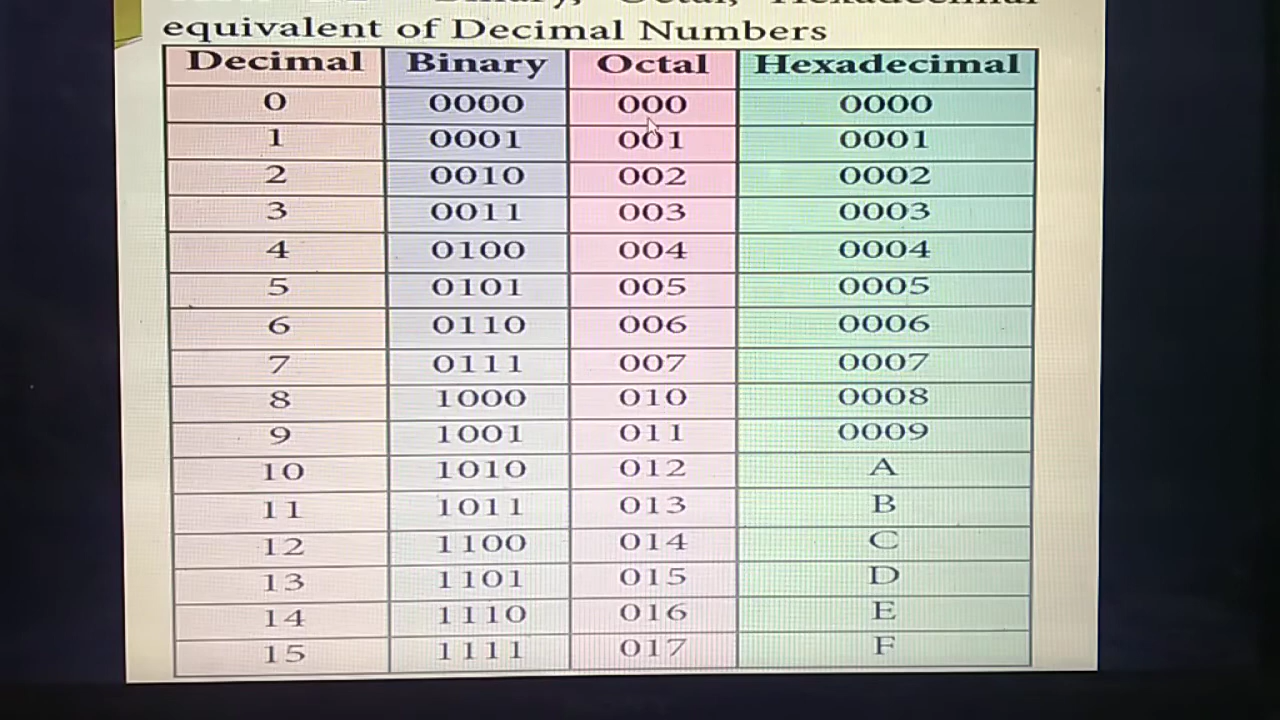 equivalent of Decimal Numbers
Decimal Binary Octal Hexadecimal
0 0000 000 0000
1 0001 001 0001
2 0010 002 0002
3 0011 003 0003
4 0100 004 0004
5 0101 005 0005
6 0110 006 0006
7 0111 007 0007
8 1000 010 0008
9 1001 011 0009
10 1010 012 A
11 1011 013 B
12 1100 014 C
13 1101 015 D
14 1110 016 E
15 1111 017 F